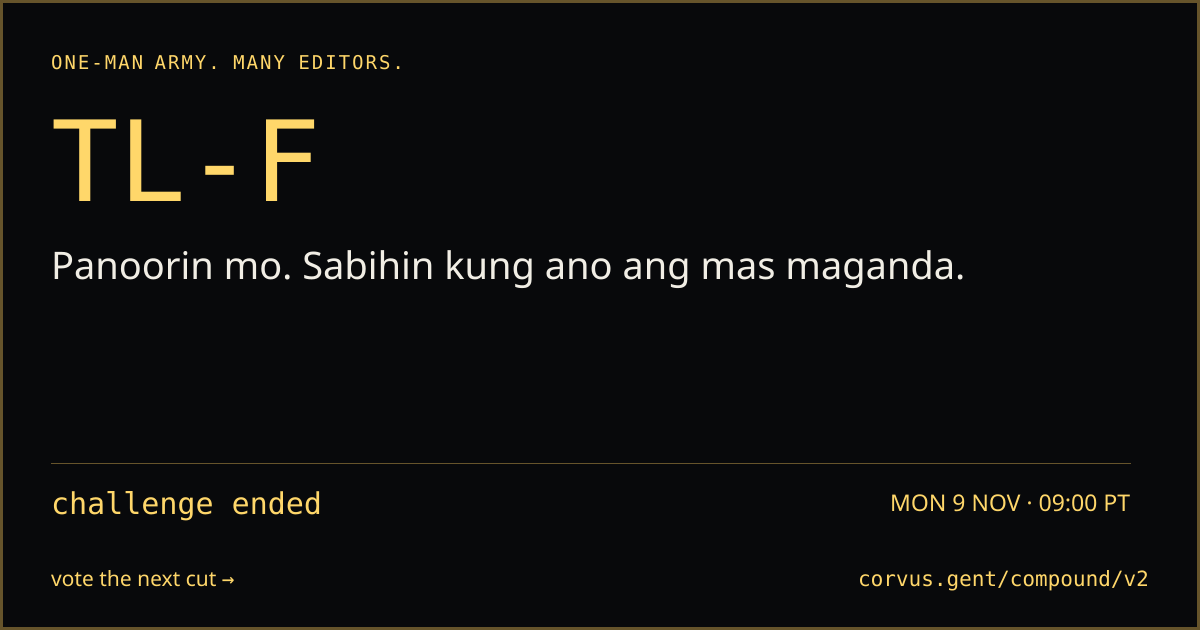 ONE-MAN ARMY. MANY EDITORS.
TL-F
Panoorin mo. Sabihin kung ano ang mas maganda.
challenge ended
MON 9 NOV · 09:00 PT
vote the next cut →
corvus.gent/compound/v2